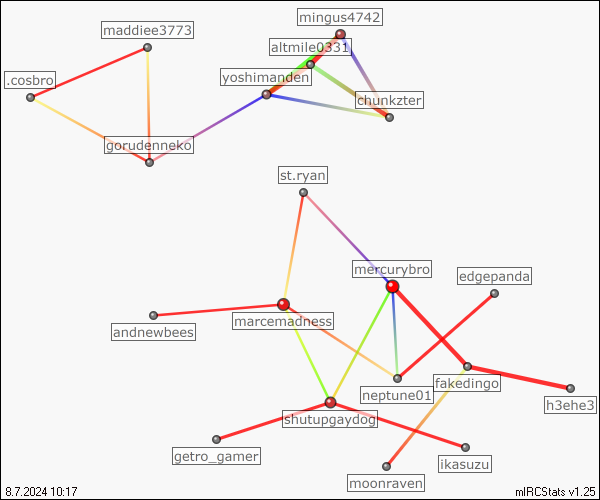 mingus4742
maddiee3773
altmile0331
.cosbro
yoshimanden
chunkzter
gorudenneko
st.ryan
mercurybro
edgepanda
marcemadness
andnewbees
fakedingo
neptune01
h3ehe3
shutupgaydog
getro_gamer
ikasuzu
moonraven
8.7.2024 10:17
mIRCStats v1.25